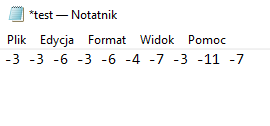 *test — Notatnik
Plik Edycja Format Widok Pomoc
-3 -3 -6 -3 -6 -4 -7 -3 -11 -7